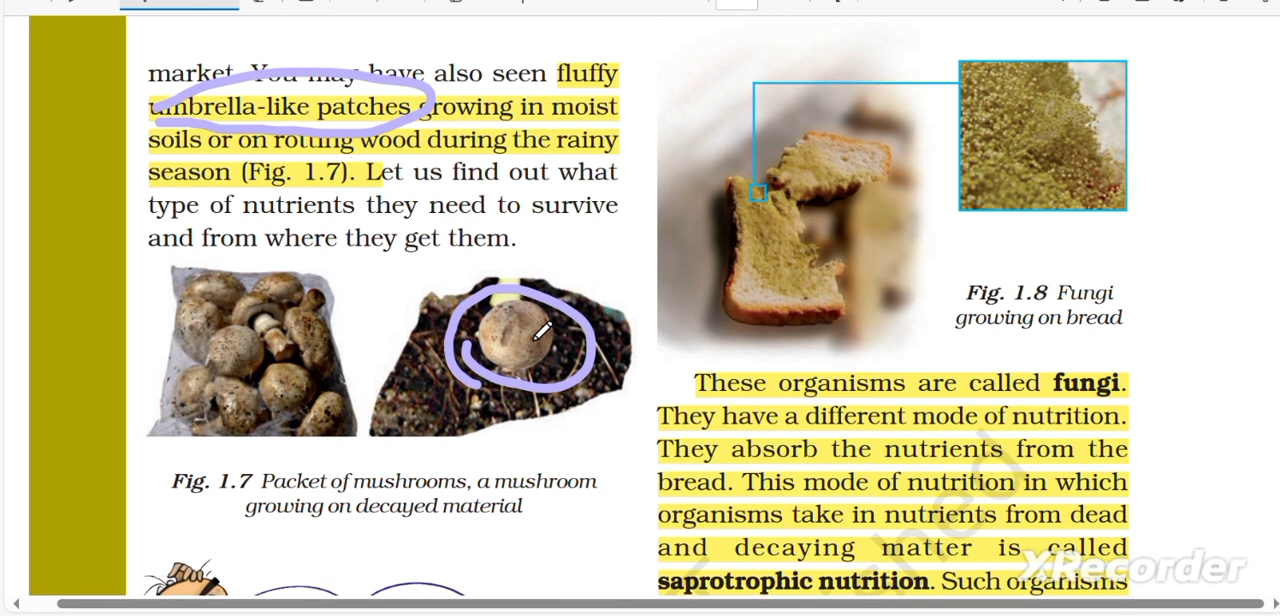 market. You may have also seen fluffy
umbrella-like patches growing in moist
soils or on rotting wood during the rainy
season (Fig. 1.7). Let us find out what
type of nutrients they need to survive
and from where they get them.
Fig. 1.7 Packet of mushrooms, a mushroom
growing on decayed material
Fig. 1.8 Fungi
growing on bread
These organisms are called fungi.
They have a different mode of nutrition.
They absorb the nutrients from the
bread. This mode of nutrition in which
organisms take in nutrients from dead
and decaying matter is called
saprotrophic nutrition. Such organisms
XRecorder